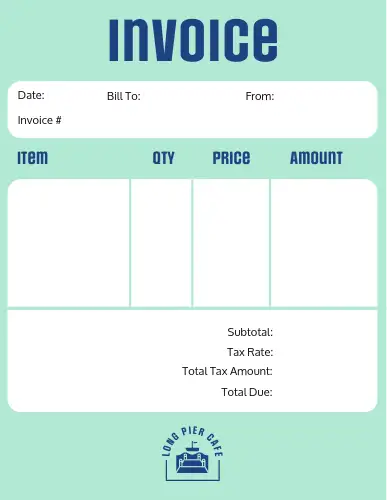 Invoice
Date:
Bill To:
From:
Invoice #
Item QTY Price Amount
Subtotal:
Tax Rate:
Total Tax Amount:
Total Due:
LONG PIER CAFE